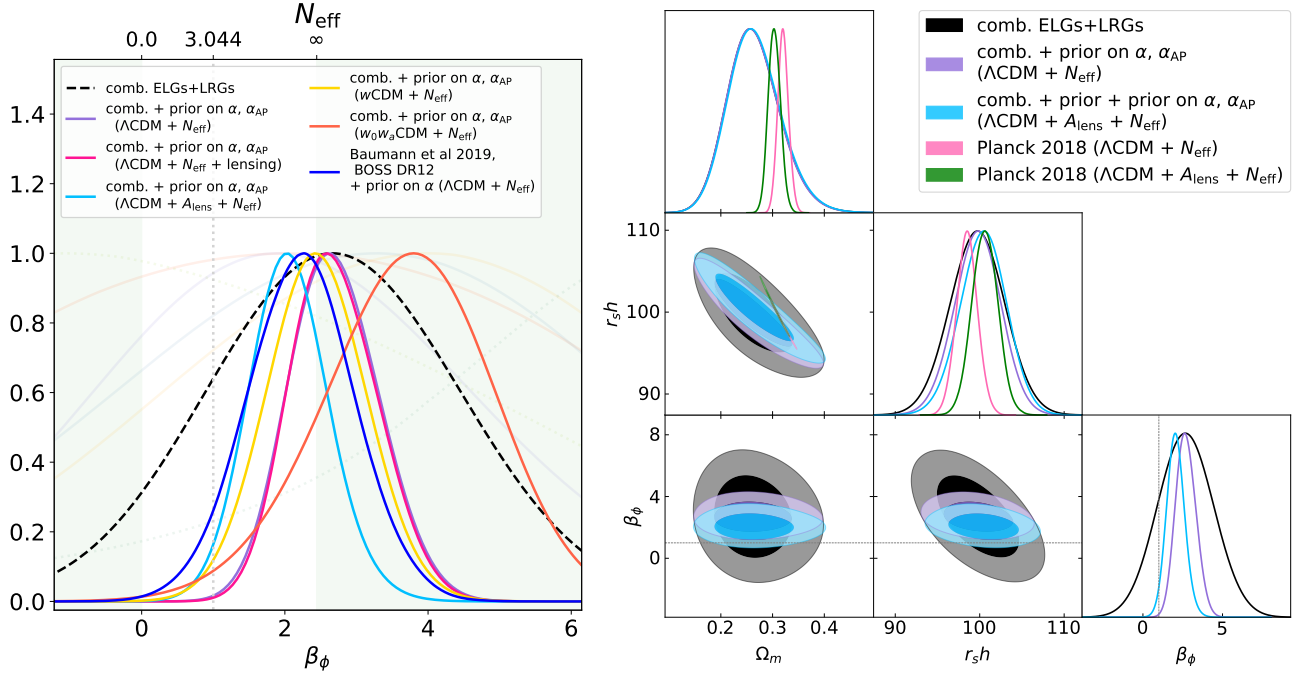 N_eff
0.0 3.044 ∞
1.4
1.2
1.0
0.8
0.6
0.4
0.2
0.0
comb. ELGs+LRGs
comb. + prior on α, α_AP
(ΛCDM + N_eff)
comb. + prior on α, α_AP
(ΛCDM + N_eff + lensing)
comb. + prior on α, α_AP
(ΛCDM + A_lens + N_eff)
comb. + prior on α, α_AP
(wCDM + N_eff)
comb. + prior on α, α_AP
(w_0w_aCDM + N_eff)
Baumann et al 2019,
BOSS DR12
+ prior on α (ΛCDM + N_eff)
0 2 4 6
β_ϕ
comb. ELGs+LRGs
comb. + prior on α, α_AP
(ΛCDM + N_eff)
comb. + prior + prior on α, α_AP
(ΛCDM + A_lens + N_eff)
Planck 2018 (ΛCDM + N_eff)
Planck 2018 (ΛCDM + A_lens + N_eff)
110
100
90
r_s h
8
4
0
β_ϕ
0.2 0.3 0.4
Ω_m
90 100 110
r_s h
0 5
β_ϕ